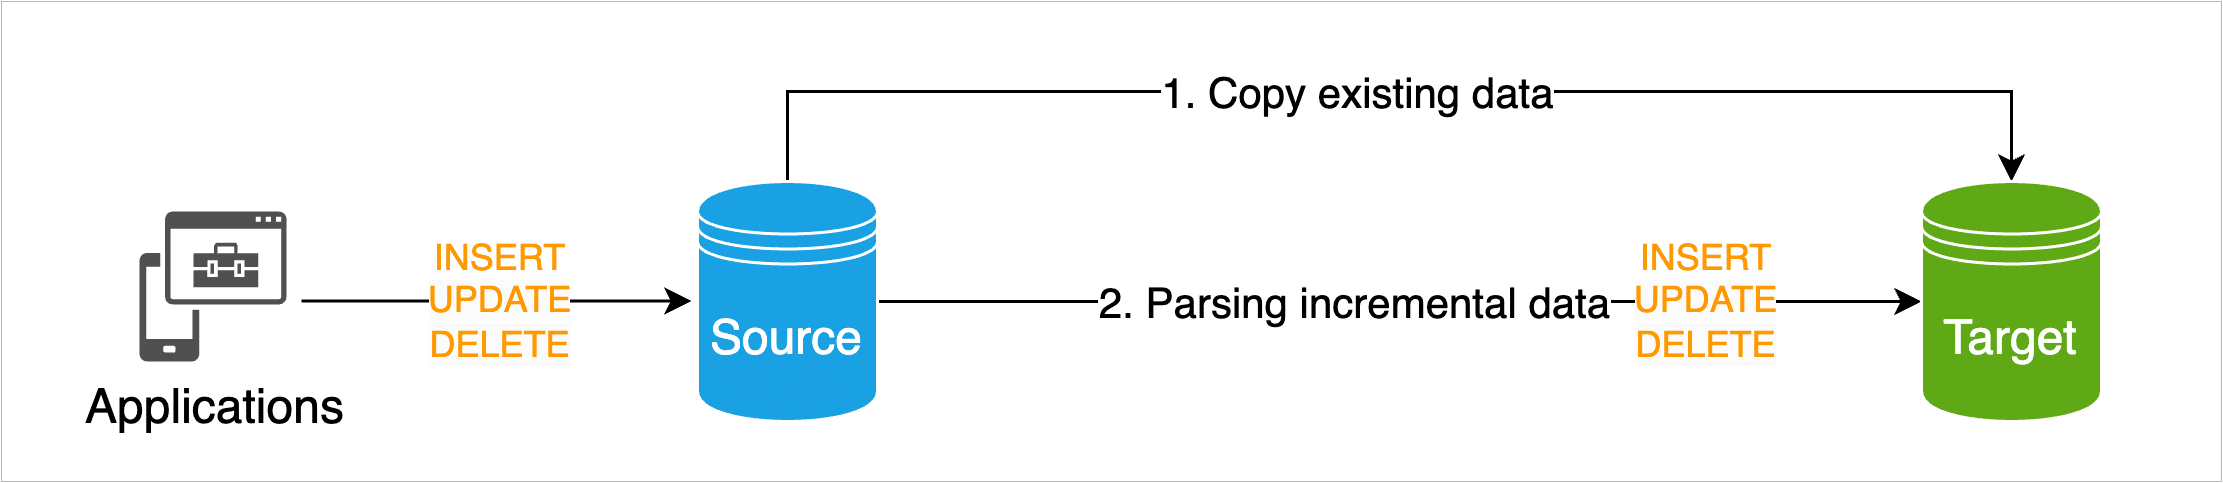 1. Copy existing data
INSERT
UPDATE
DELETE
Applications
Source
2. Parsing incremental data
INSERT
UPDATE
DELETE
Target